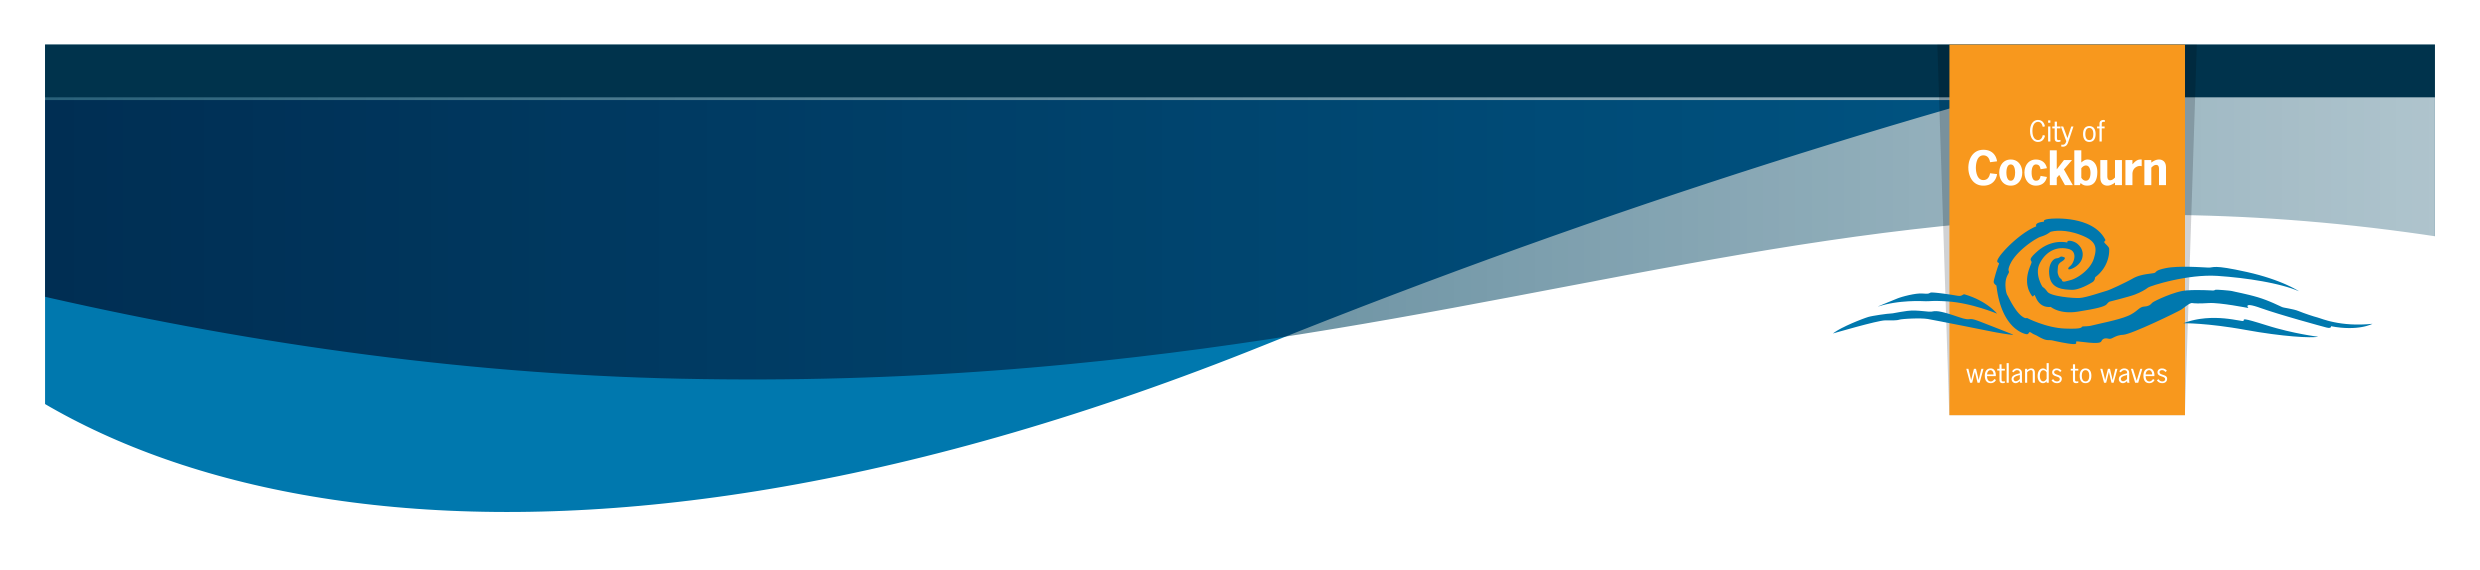 City of
Cockburn
wetlands to waves